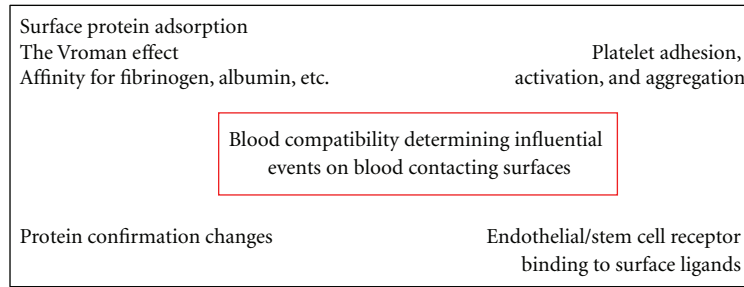 Surface protein adsorption
The Vroman effect
Affinity for fibrinogen, albumin, etc.
Platelet adhesion,
activation, and aggregation
Blood compatibility determining influential
events on blood contacting surfaces
Protein confirmation changes
Endothelial/stem cell receptor
binding to surface ligands